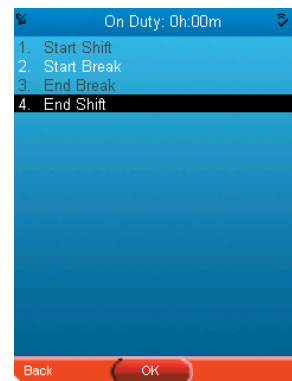 On Duty: 0h:00m
1. Start Shift
2. Start Break
3. End Break
4. End Shift
Back OK